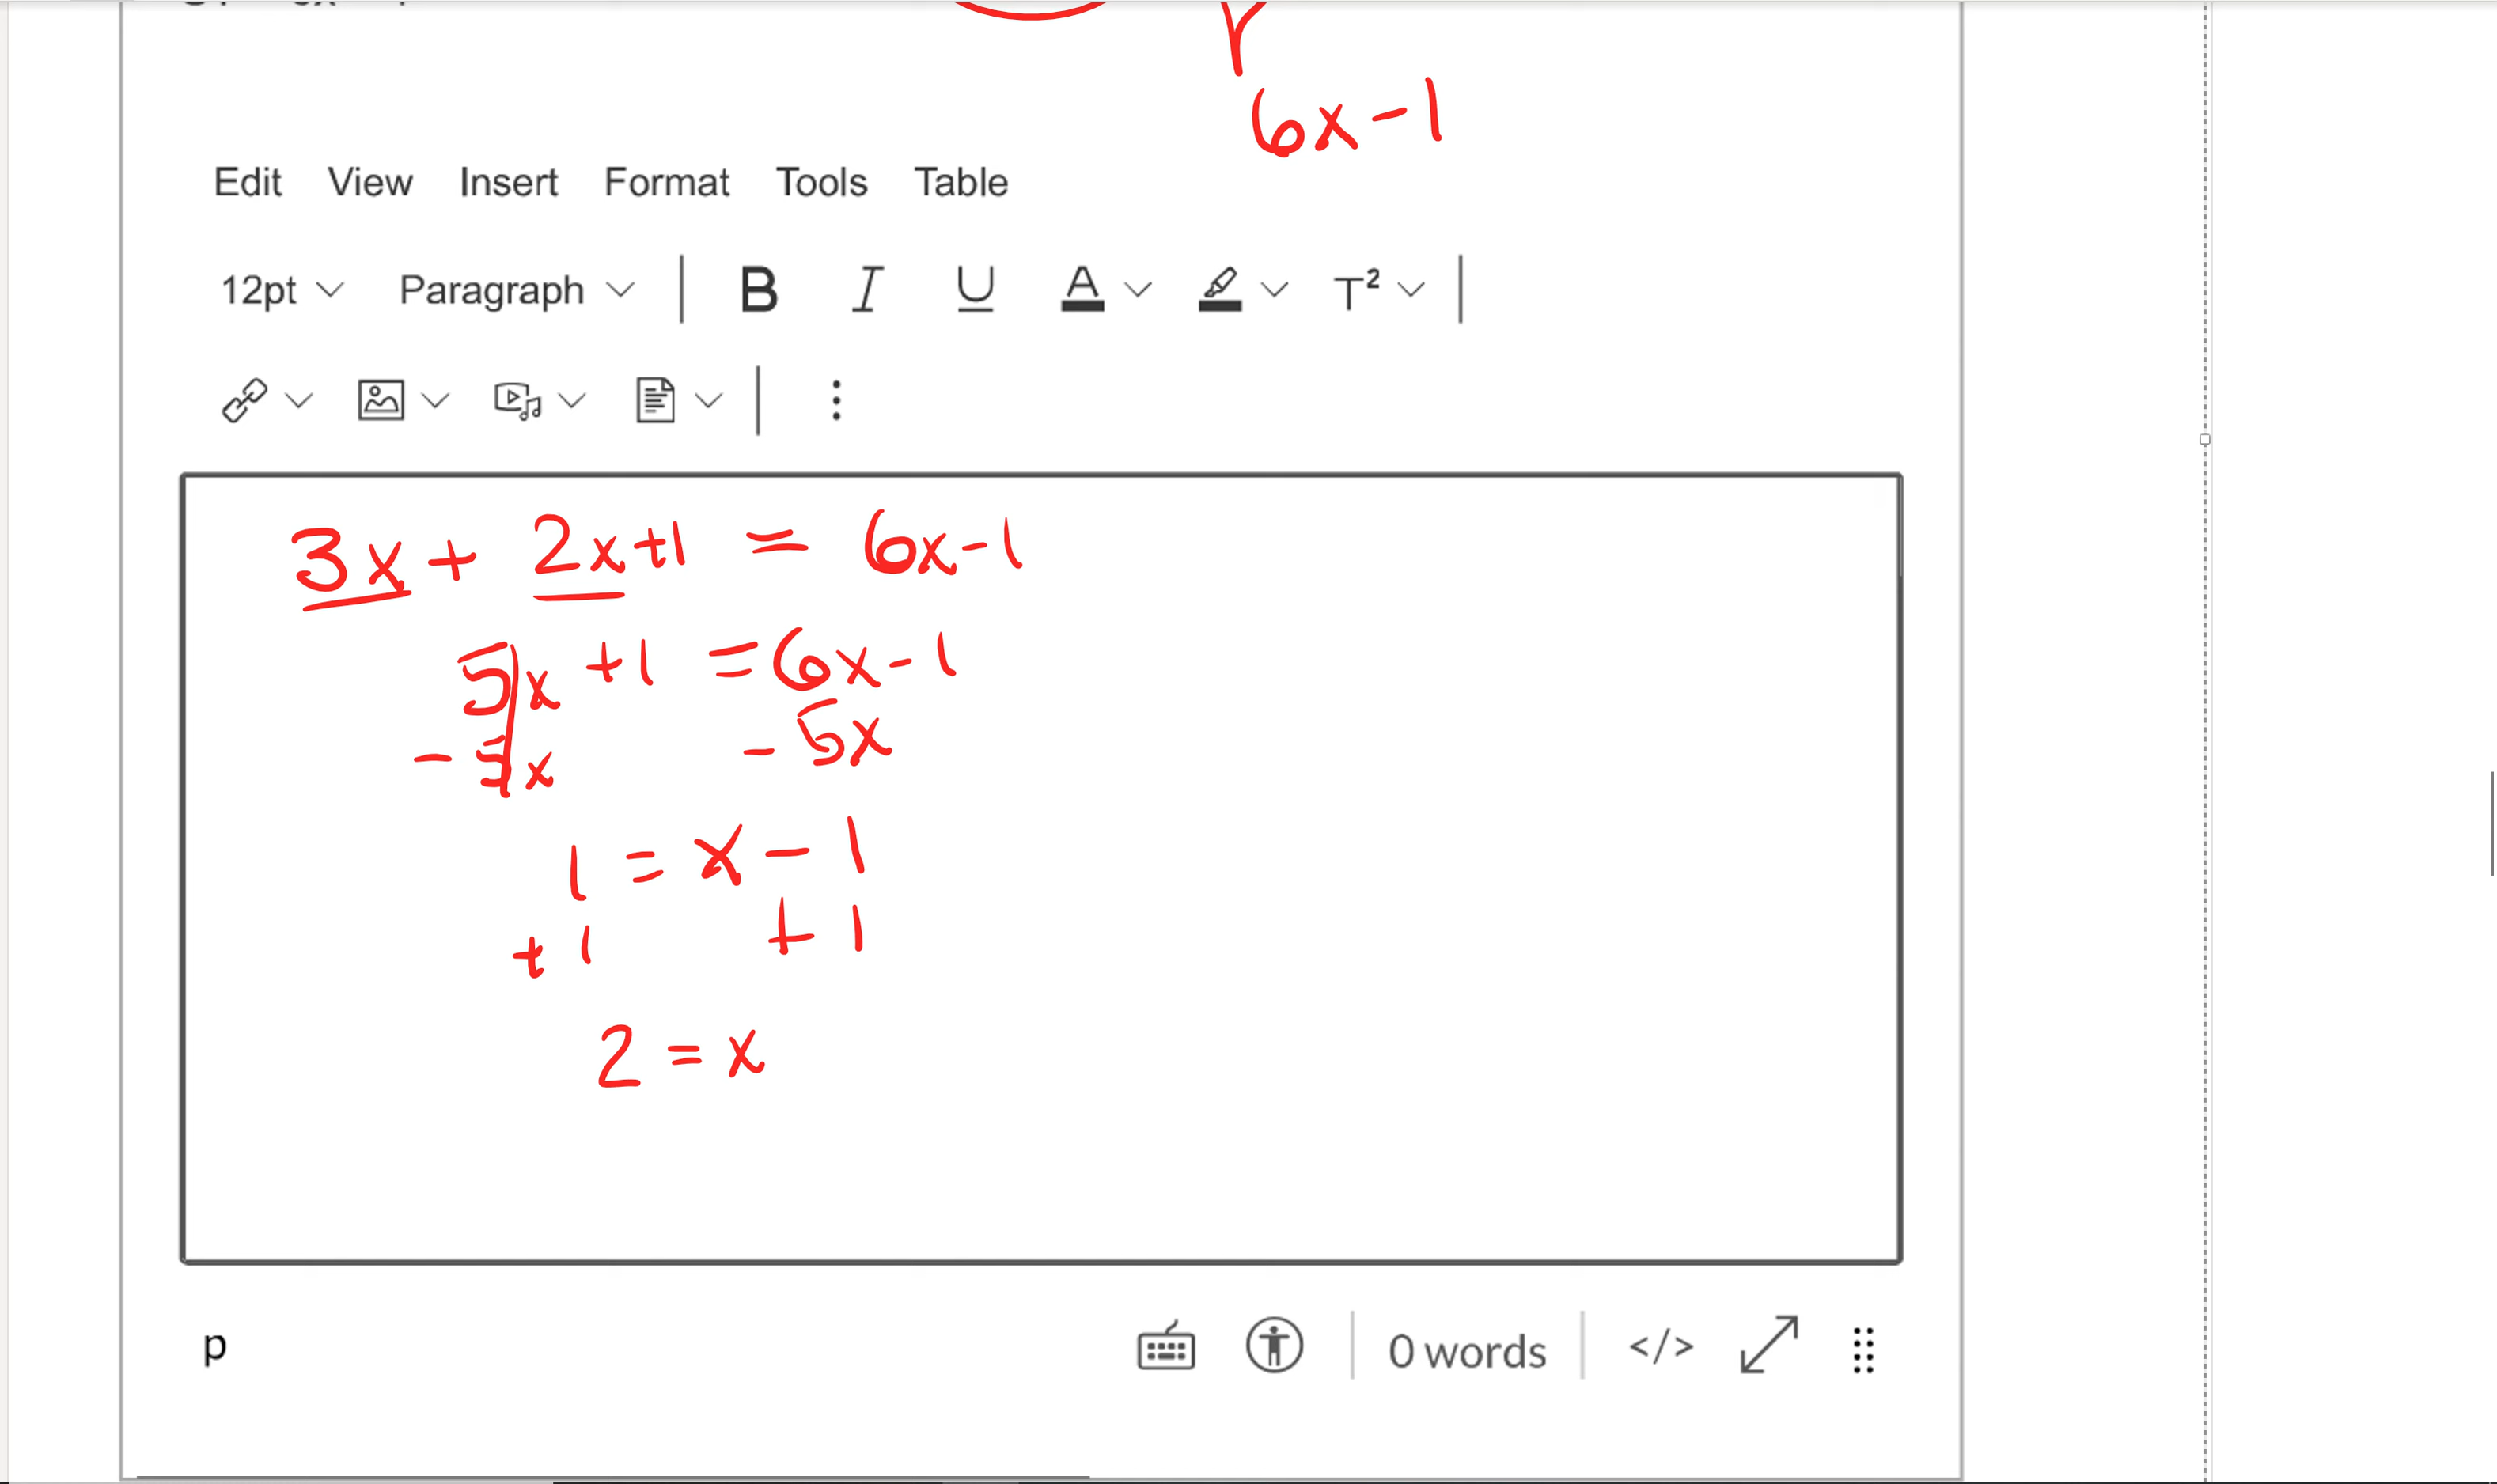 6x-1
Edit View Insert Format Tools Table
12pt Paragraph B I U A T²
3x + 2x+1 = 6x-1
5x +1 =6x-1
- 5x - 5x
1 = x - 1
+ 1 + 1
2 = x
p 0 words </>